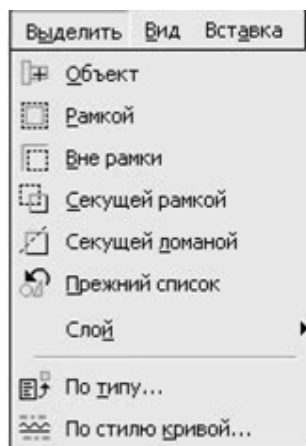 Выделить Вид Вставка
Объект
Рамкой
Вне рамки
Секущей рамкой
Секущей ломаной
Прежний список
Слой
По типу...
По стилю кривой...